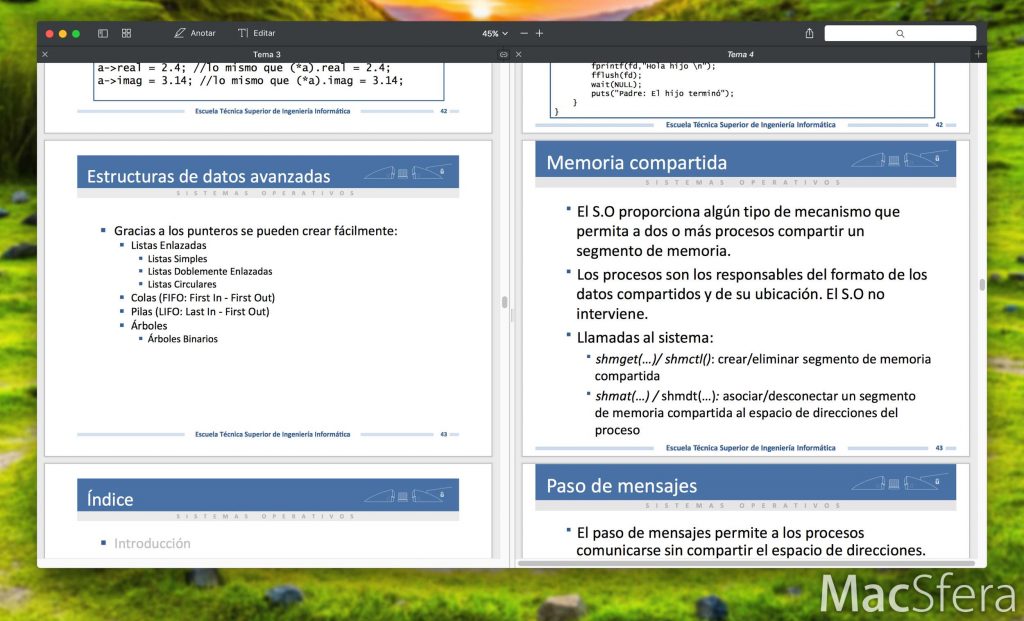 Anotar
Editar
45%
Tema 3
Tema 4
a->real = 2.4; //lo mismo que (*a).real = 2.4;
a->imag = 3.14; //lo mismo que (*a).imag = 3.14;
Escuela Técnica Superior de Ingeniería Informática 42
Estructuras de datos avanzadas
SISTEMAS OPERATIVOS
Gracias a los punteros se pueden crear fácilmente:
Listas Enlazadas
Listas Simples
Listas Doblemente Enlazadas
Listas Circulares
Colas (FIFO: First In - First Out)
Pilas (LIFO: Last In - First Out)
Árboles
Árboles Binarios
Escuela Técnica Superior de Ingeniería Informática 43
Índice
SISTEMAS OPERATIVOS
Introducción
fprintf(fd,"Hola hijo \n");
fflush(fd);
wait(NULL);
puts("Padre: El hijo terminó");
}
}
Escuela Técnica Superior de Ingeniería Informática 42
Memoria compartida
SISTEMAS OPERATIVOS
El S.O proporciona algún tipo de mecanismo que
permita a dos o más procesos compartir un
segmento de memoria.
Los procesos son los responsables del formato de los
datos compartidos y de su ubicación. El S.O no
interviene.
Llamadas al sistema:
shmget(…)/ shmctl(): crear/eliminar segmento de memoria
compartida
shmat(…) / shmdt(…): asociar/desconectar un segmento
de memoria compartida al espacio de direcciones del
proceso
Escuela Técnica Superior de Ingeniería Informática 43
Paso de mensajes
SISTEMAS OPERATIVOS
El paso de mensajes permite a los procesos
comunicarse sin compartir el espacio de direcciones.
MacSfera